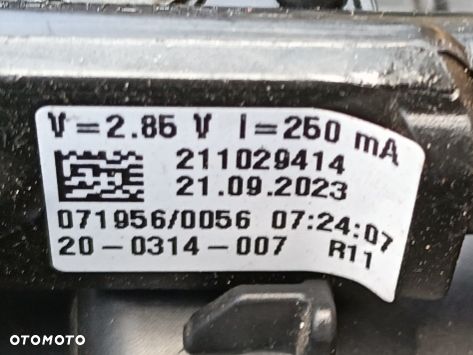 V=2.85 V I=250 mA
211029414
21.09.2023
071956/0056 07:24:07
20-0314-007 R11
OTOMOTO